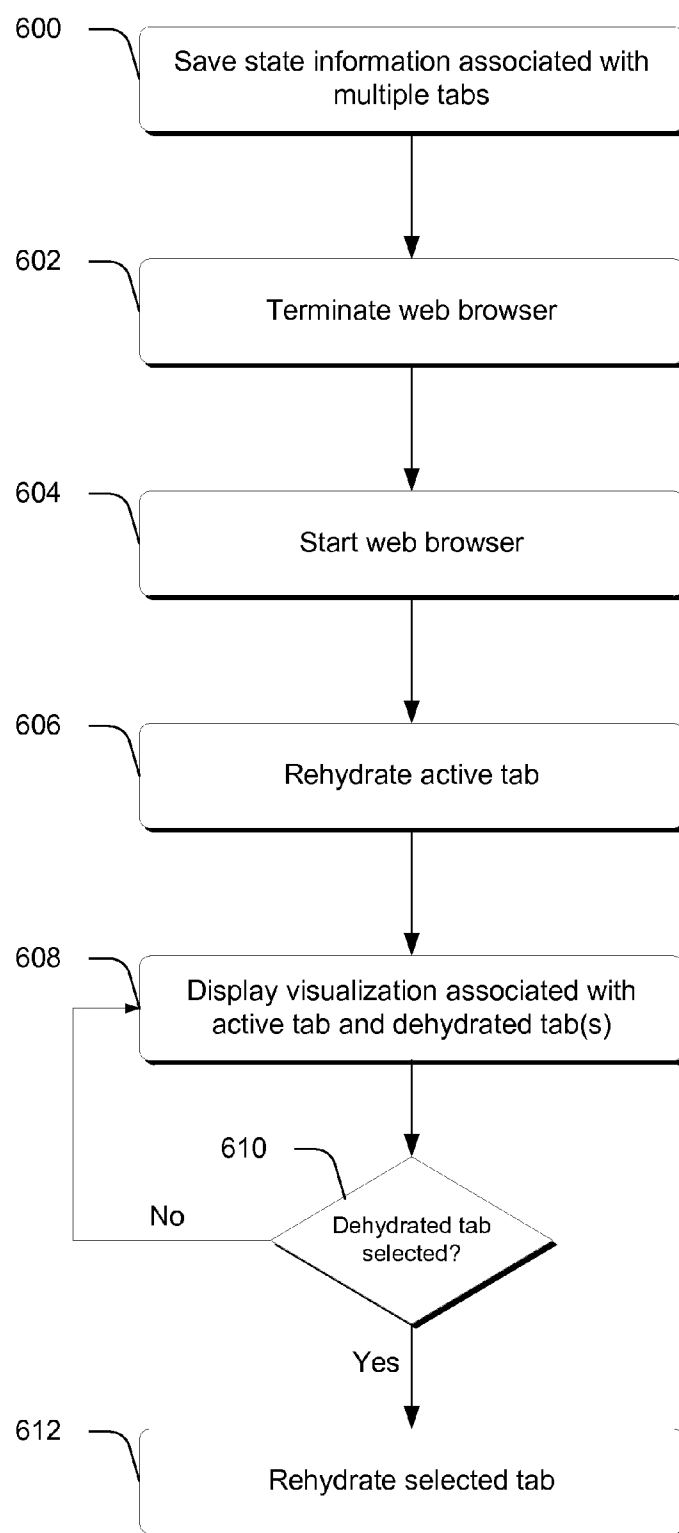 600
Save state information associated with
multiple tabs
602
Terminate web browser
604
Start web browser
606
Rehydrate active tab
608
Display visualization associated with
active tab and dehydrated tab(s)
610
Dehydrated tab
selected?
No
Yes
612
Rehydrate selected tab